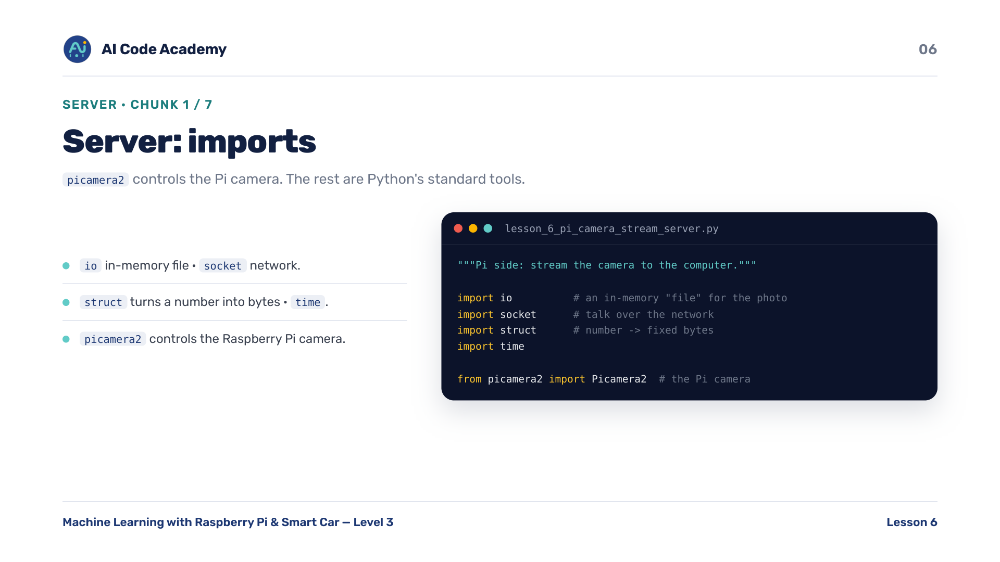 AI Code Academy
06
SERVER • CHUNK 1 / 7
Server: imports
picamera2 controls the Pi camera. The rest are Python's standard tools.
io in-memory file • socket network.
struct turns a number into bytes • time.
picamera2 controls the Raspberry Pi camera.
lesson_6_pi_camera_stream_server.py
"""Pi side: stream the camera to the computer."""
import io          # an in-memory "file" for the photo
import socket      # talk over the network
import struct      # number -> fixed bytes
import time
from picamera2 import Picamera2  # the Pi camera
Machine Learning with Raspberry Pi & Smart Car — Level 3
Lesson 6